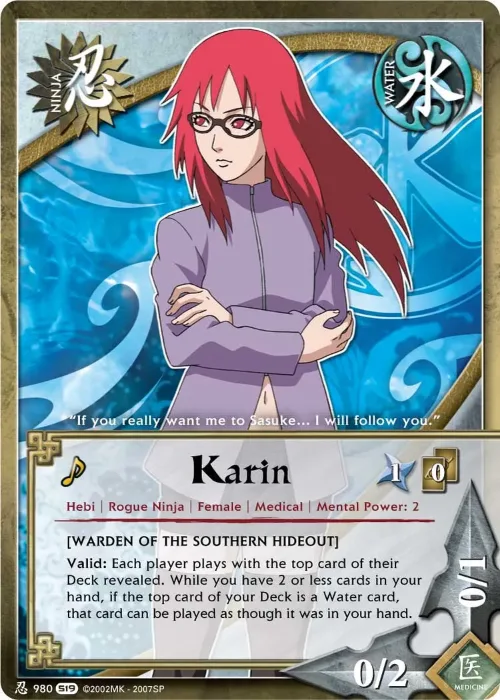 NINJA 忍
WATER 水
"If you really want me to Sasuke... I will follow you."
Karin
1 0
Hebi | Rogue Ninja | Female | Medical | Mental Power: 2
[WARDEN OF THE SOUTHERN HIDEOUT]
Valid: Each player plays with the top card of their
Deck revealed. While you have 2 or less cards in your
hand, if the top card of your Deck is a Water card,
that card can be played as though it was in your hand.
0/1
0/2
医
MEDICINE
忍 980 S19 ©2002MK - 2007SP